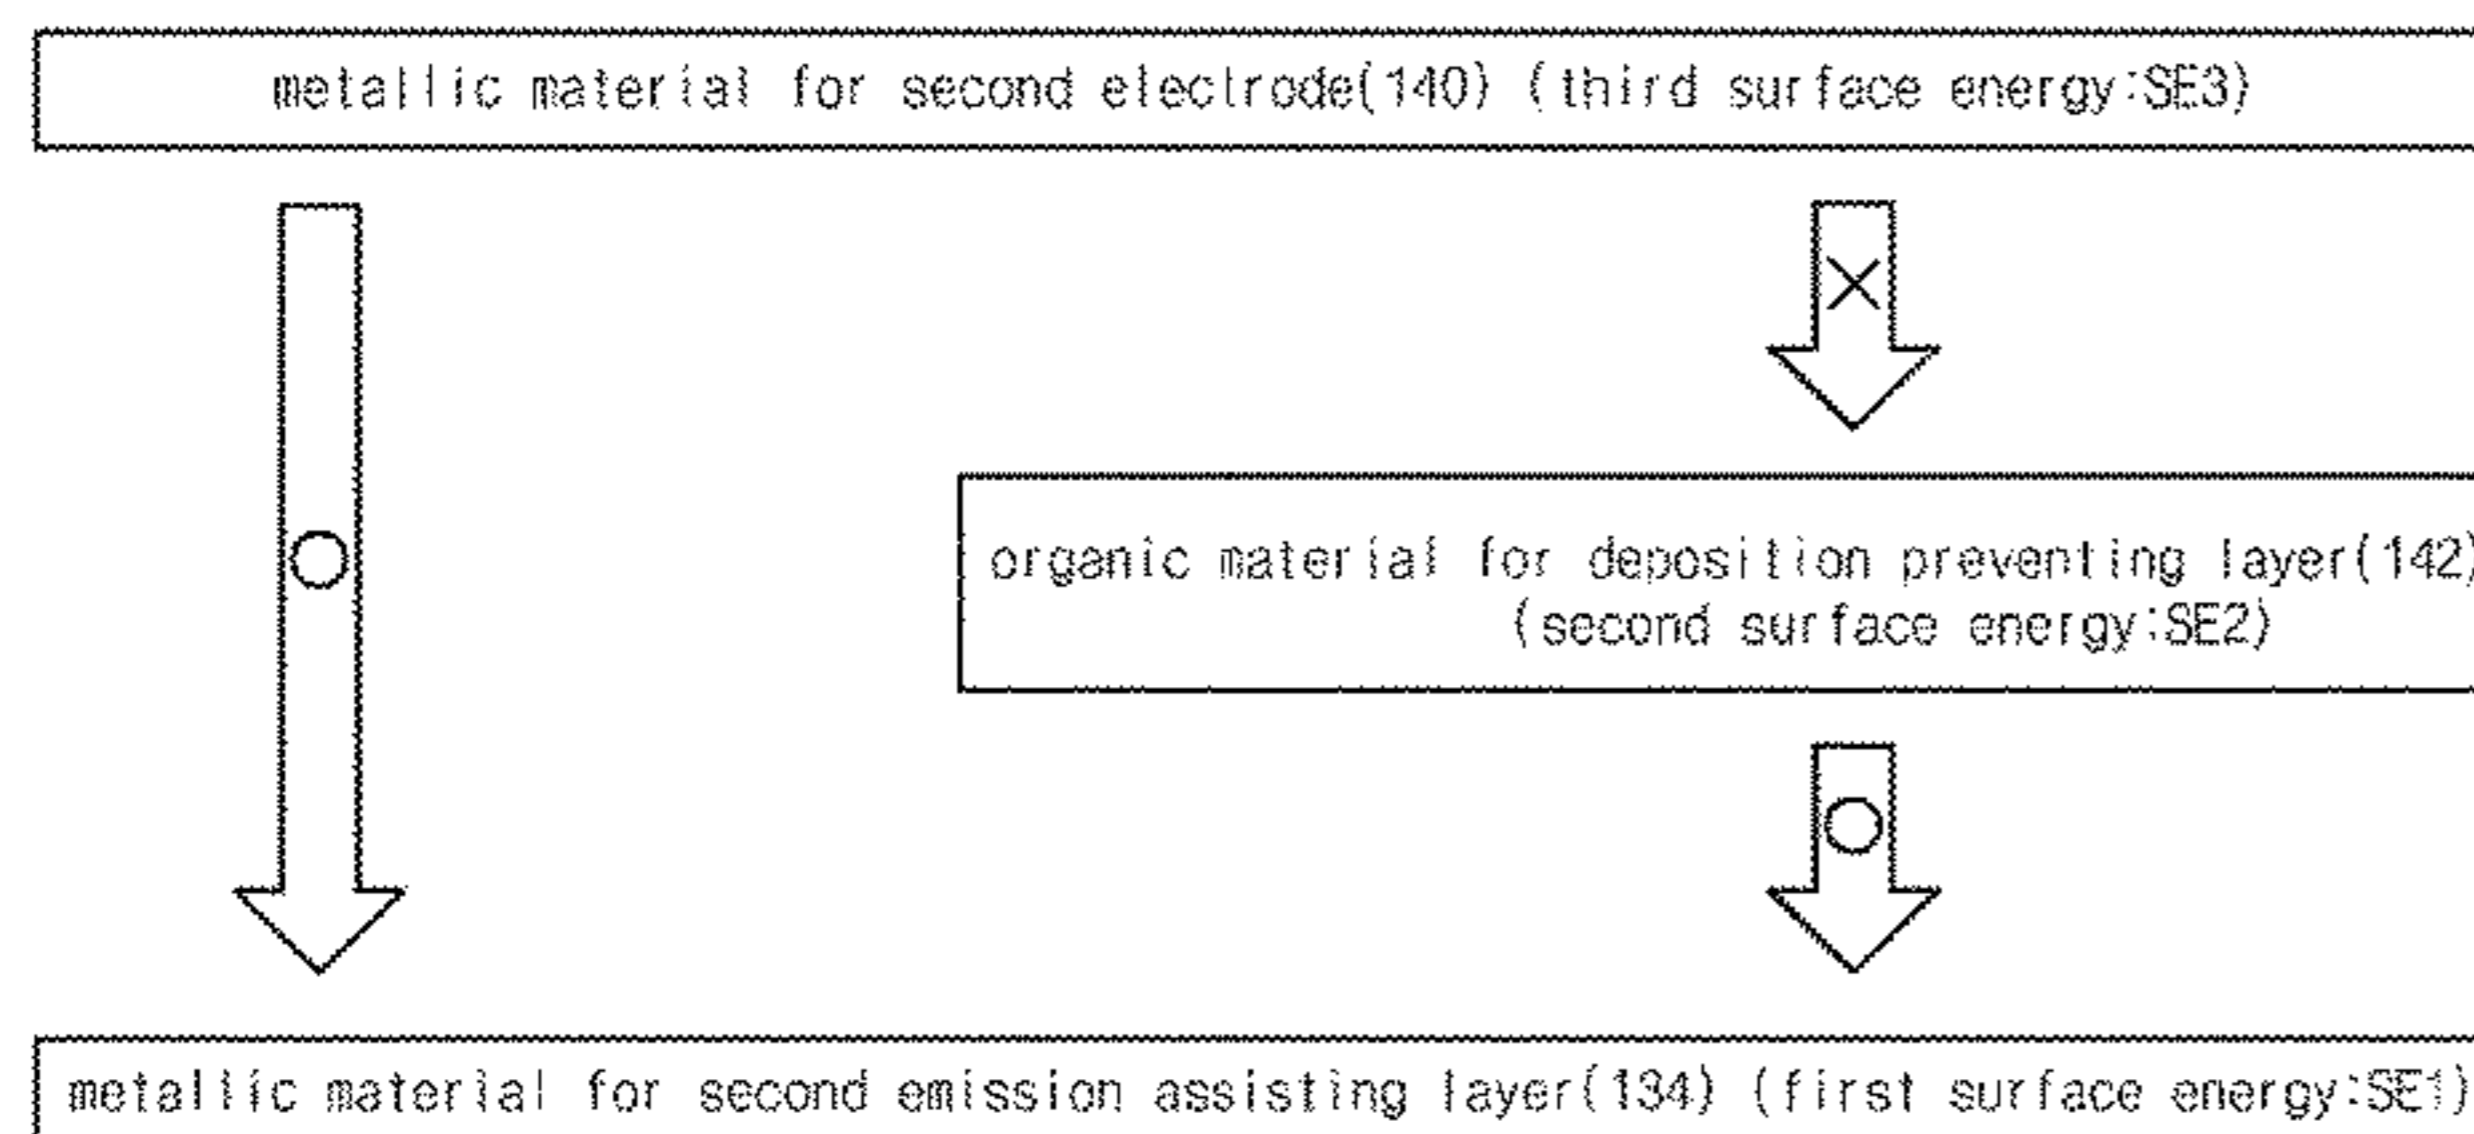 metallic material for second electrode(140) (third surface energy:SE3)
organic material for deposition preventing layer(142)
(second surface energy:SE2)
metallic material for second emission assisting layer(134) (first surface energy:SE1)